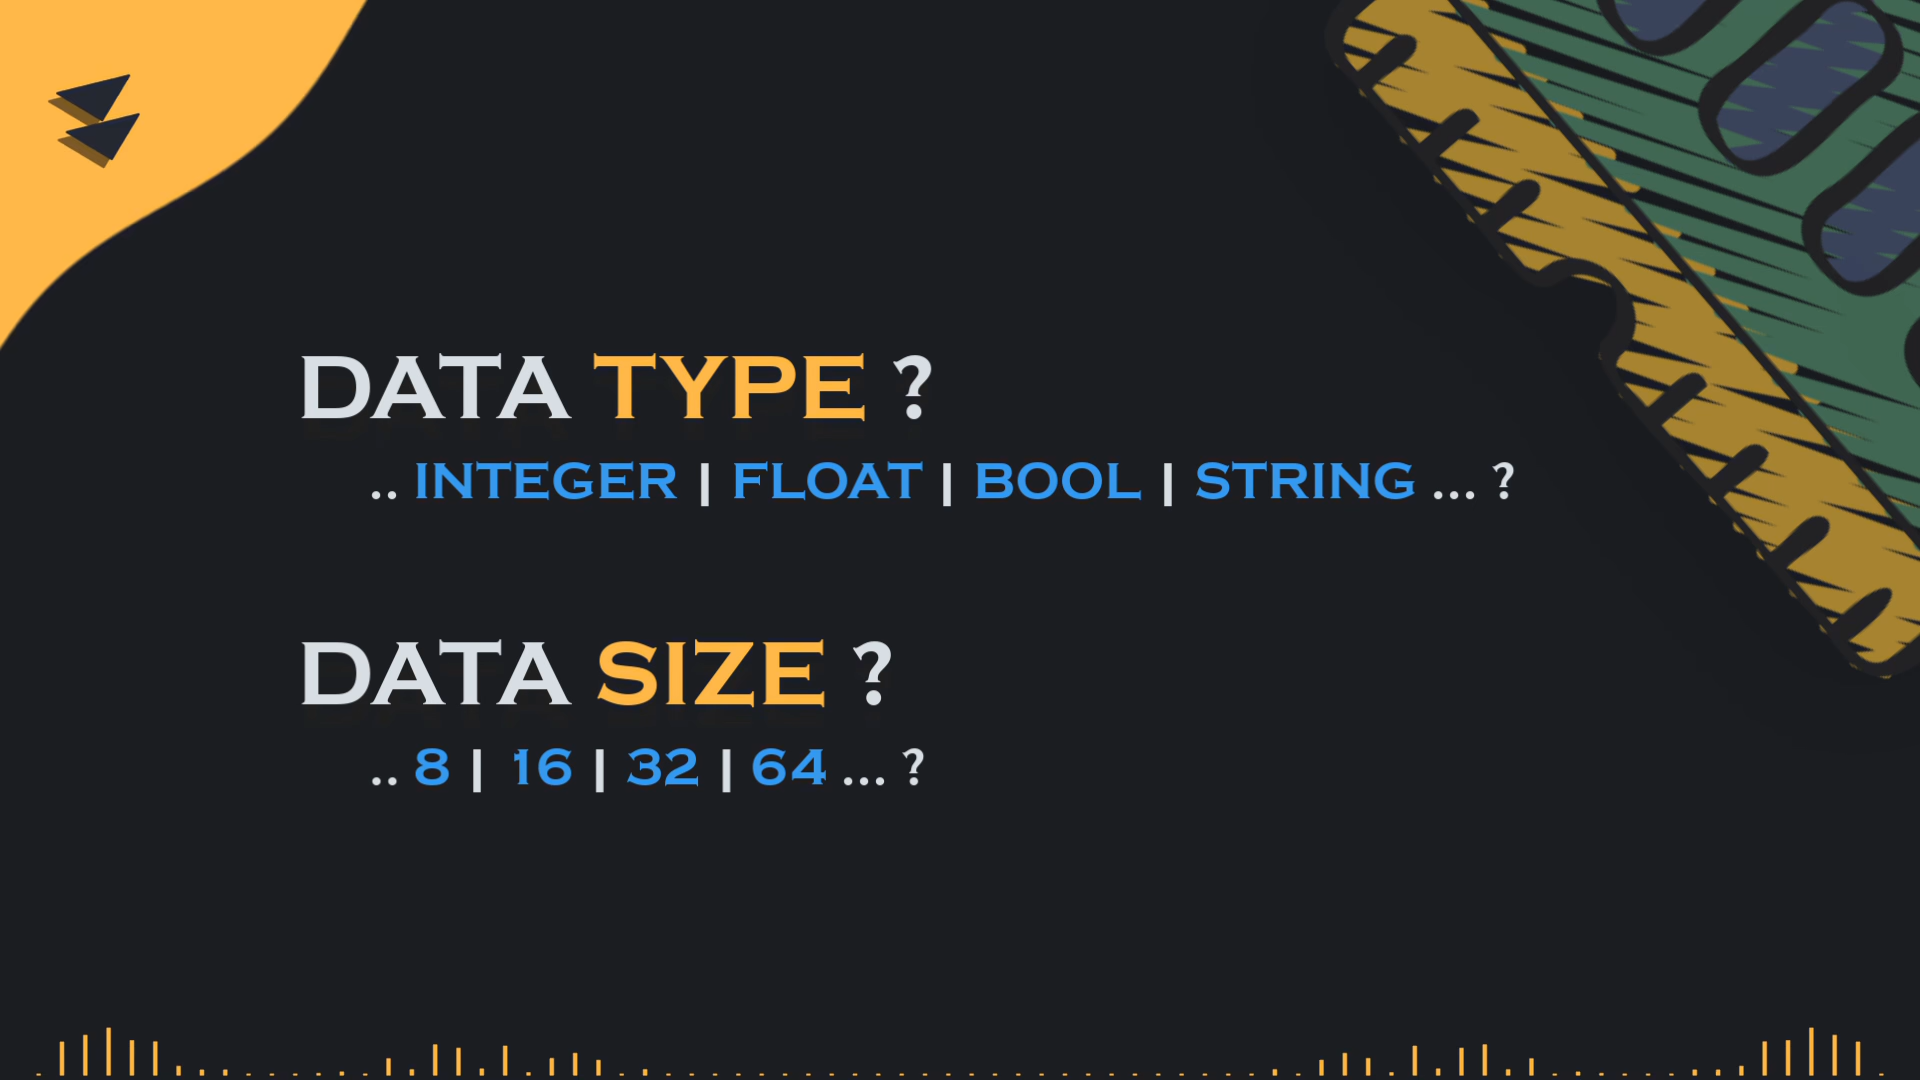 DATA TYPE ?
.. INTEGER | FLOAT | BOOL | STRING ... ?
DATA SIZE ?
.. 8 | 16 | 32 | 64 ... ?